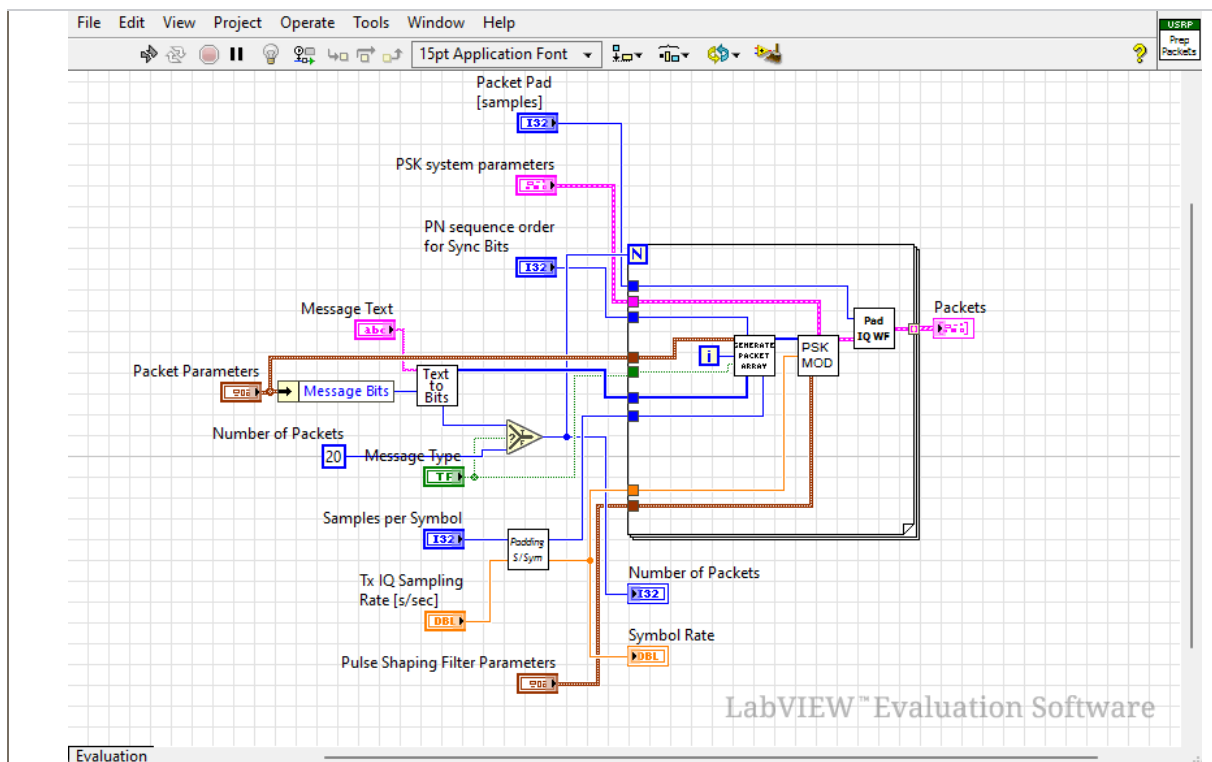 File Edit View Project Operate Tools Window Help
USRP
Prep
Packets
15pt Application Font
?
Packet Pad
[samples]
I32
PSK system parameters
PN sequence order
for Sync Bits
I32
N
Message Text
abc
Packets
Pad
IQ WF
GENERATE
PACKET
ARRAY
PSK
MOD
i
Packet Parameters
Message Bits
Text
to
Bits
Number of Packets
20
?
T
F
Message Type
TF
Samples per Symbol
I32
Padding
S/Sym
Tx IQ Sampling
Rate [s/sec]
DBL
Number of Packets
I32
Symbol Rate
DBL
Pulse Shaping Filter Parameters
LabVIEW™ Evaluation Software
Evaluation